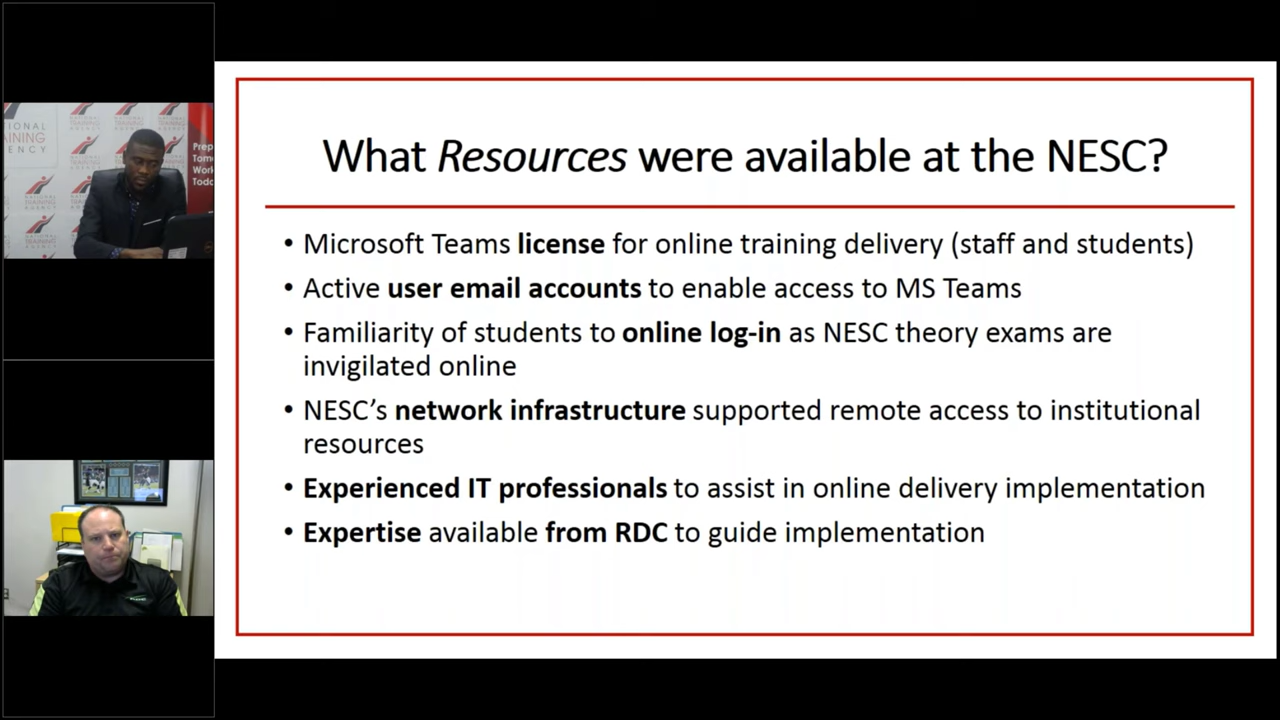 What Resources were available at the NESC?
• Microsoft Teams license for online training delivery (staff and students)
• Active user email accounts to enable access to MS Teams
• Familiarity of students to online log-in as NESC theory exams are
invigilated online
• NESC’s network infrastructure supported remote access to institutional
resources
• Experienced IT professionals to assist in online delivery implementation
• Expertise available from RDC to guide implementation
TRAINING
AGENCY